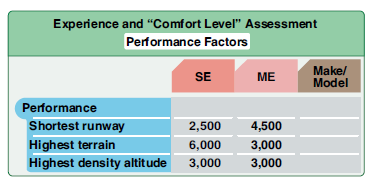 Experience and “Comfort Level” Assessment
Performance Factors
SE ME Make/
Model
Performance
Shortest runway 2,500 4,500
Highest terrain 6,000 3,000
Highest density altitude 3,000 3,000